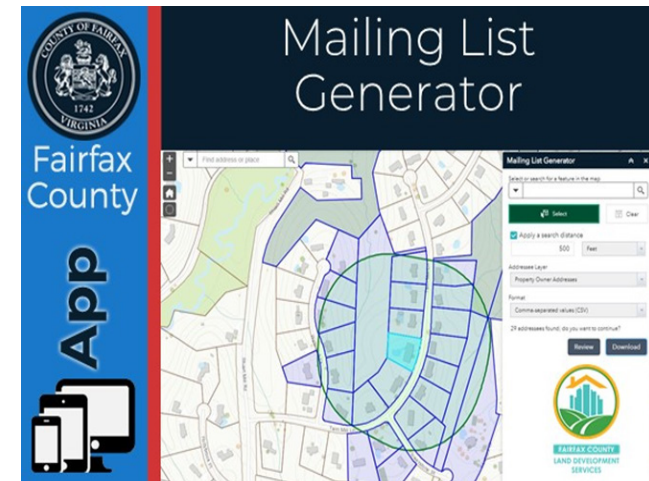 COUNTY OF FAIRFAX
1742
VIRGINIA
Fairfax
County
App
Mailing List
Generator
Find address or place
Mailing List Generator
Select or search for a feature in the map
Select
Clear
Apply a search distance
500
Feet
Addressee Layer
Property Owner Addresses
Format
Comma-separated values (CSV)
29 addressees found; do you want to continue?
Review
Download
FAIRFAX COUNTY
LAND DEVELOPMENT
SERVICES